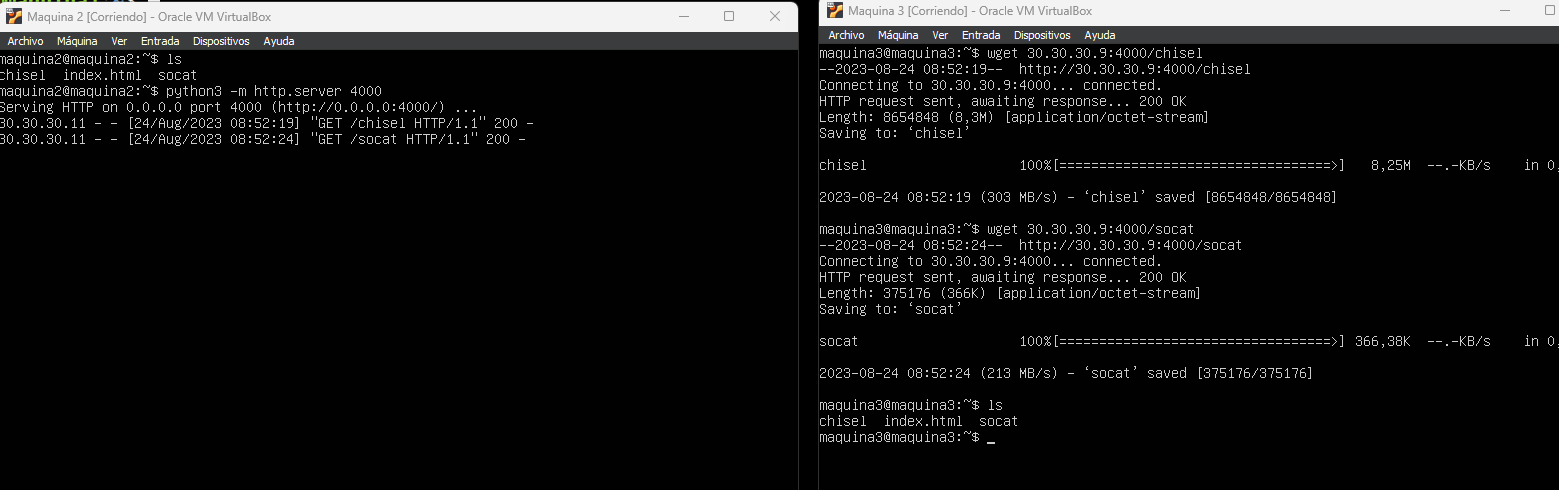 Maquina 2 [Corriendo] - Oracle VM VirtualBox
Archivo Máquina Ver Entrada Dispositivos Ayuda
maquina2@maquina2:~$ ls
chisel  index.html  socat
maquina2@maquina2:~$ python3 -m http.server 4000
Serving HTTP on 0.0.0.0 port 4000 (http://0.0.0.0:4000/) ...
30.30.30.11 - - [24/Aug/2023 08:52:19] "GET /chisel HTTP/1.1" 200 -
30.30.30.11 - - [24/Aug/2023 08:52:24] "GET /socat HTTP/1.1" 200 -
Maquina 3 [Corriendo] - Oracle VM VirtualBox
Archivo Máquina Ver Entrada Dispositivos Ayuda
maquina3@maquina3:~$ wget 30.30.30.9:4000/chisel
--2023-08-24 08:52:19--  http://30.30.30.9:4000/chisel
Connecting to 30.30.30.9:4000... connected.
HTTP request sent, awaiting response... 200 OK
Length: 8654848 (8,3M) [application/octet-stream]
Saving to: ‘chisel’
chisel 100%[==================================>] 8,25M --.-KB/s in 0,
2023-08-24 08:52:19 (303 MB/s) - ‘chisel’ saved [8654848/8654848]
maquina3@maquina3:~$ wget 30.30.30.9:4000/socat
--2023-08-24 08:52:24--  http://30.30.30.9:4000/socat
Connecting to 30.30.30.9:4000... connected.
HTTP request sent, awaiting response... 200 OK
Length: 375176 (366K) [application/octet-stream]
Saving to: ‘socat’
socat 100%[==================================>] 366,38K --.-KB/s in 0,
2023-08-24 08:52:24 (213 MB/s) - ‘socat’ saved [375176/375176]
maquina3@maquina3:~$ ls
chisel  index.html  socat
maquina3@maquina3:~$ _